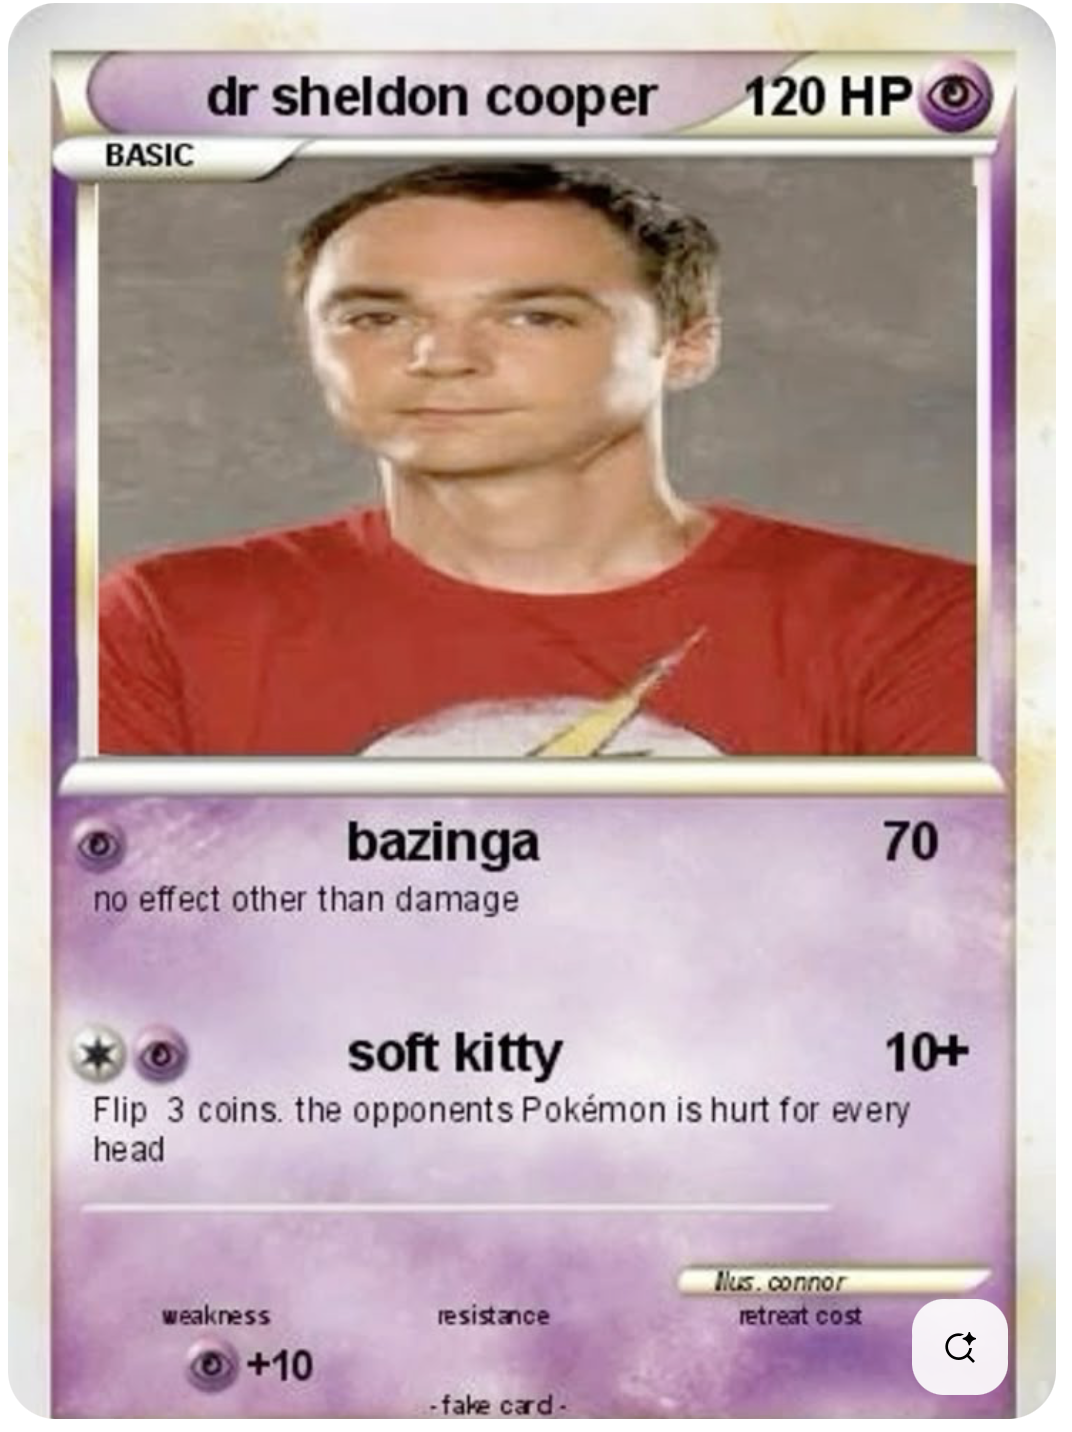 dr sheldon cooper 120 HP
BASIC
bazinga 70
no effect other than damage
soft kitty 10+
Flip 3 coins. the opponents Pokémon is hurt for every
head
Illus. connor
weakness resistance retreat cost
+10
- fake card -